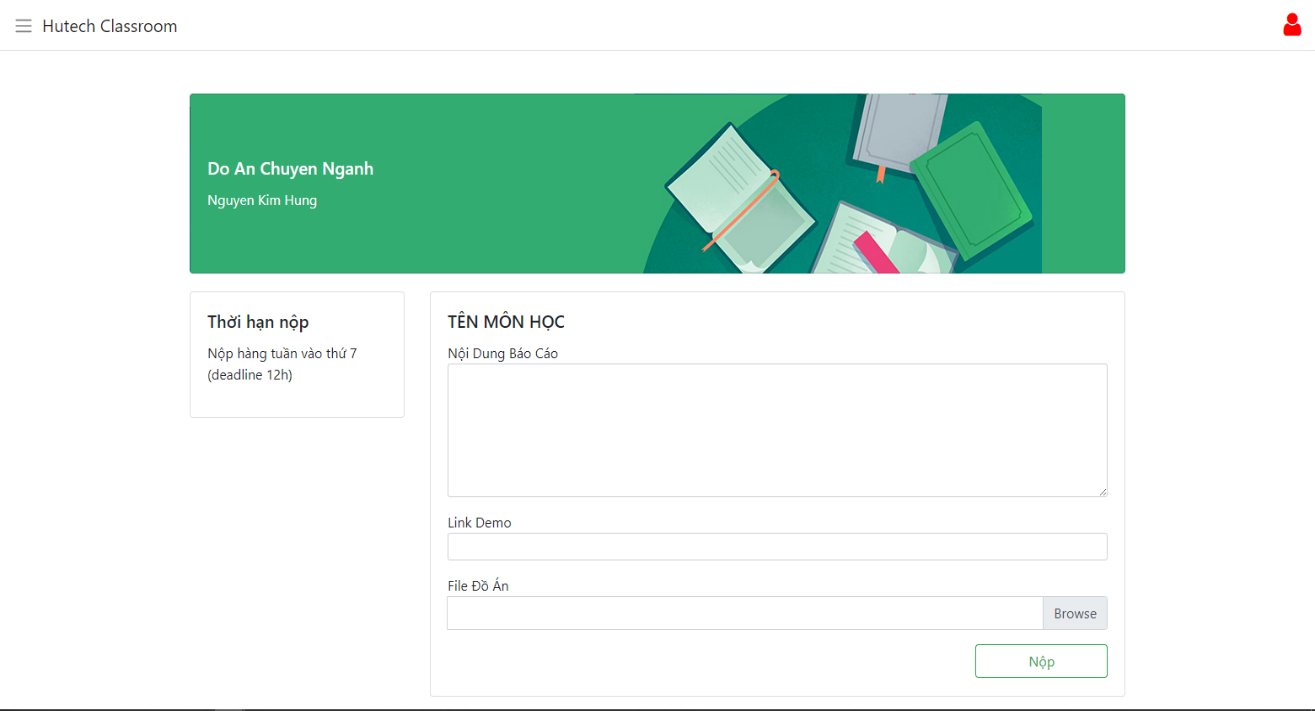 Hutech Classroom
Do An Chuyen Nganh
Nguyen Kim Hung
Thời hạn nộp
Nộp hàng tuần vào thứ 7
(deadline 12h)
TÊN MÔN HỌC
Nội Dung Báo Cáo
Link Demo
File Đồ Án
Browse
Nộp